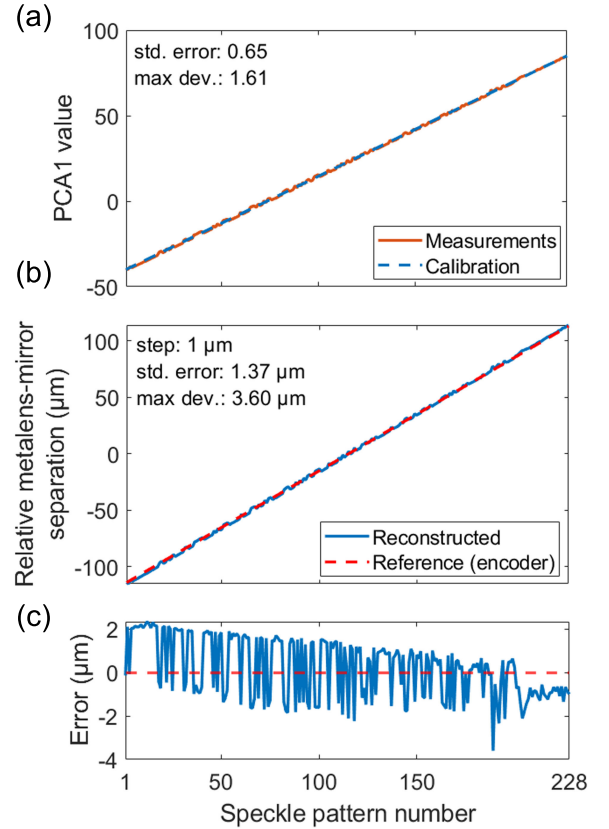 (a)
100
50
0
-50
PCA1 value
std. error: 0.65
max dev.: 1.61
Measurements
Calibration
(b)
100
50
0
-50
-100
Relative metalens-mirror
separation (μm)
step: 1 μm
std. error: 1.37 μm
max dev.: 3.60 μm
Reconstructed
Reference (encoder)
(c)
2
0
-2
-4
Error (μm)
1
50
100
150
228
Speckle pattern number